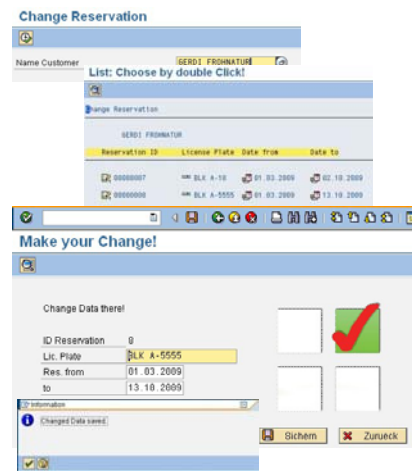 Change Reservation
Name Customer GERDI FROHNATUR
List: Choose by double Click!
Change Reservation
GERDI FROHNATUR
Reservation ID License Plate Date from Date to
00000007 BLK A-18 01.03.2009 02.10.2009
00000008 BLK A-5555 01.03.2009 13.10.2009
Make your Change!
Change Data there!
ID Reservation 8
Lic. Plate BLK A-5555
Res. from 01.03.2009
to 13.10.2009
Information
Changed Data saved.
Sichern Zurueck